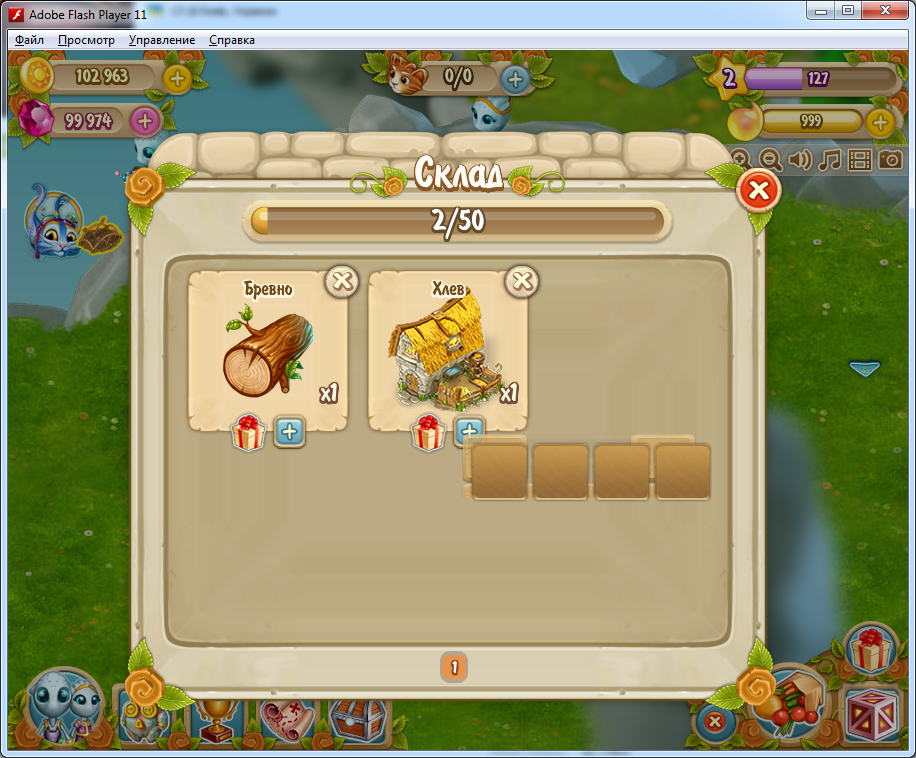 Adobe Flash Player 11
Файл Просмотр Управление Справка
102 963
0/0
2
127
99 974
999
Склад
2/50
Бревно
Хлев
x1
x1
1